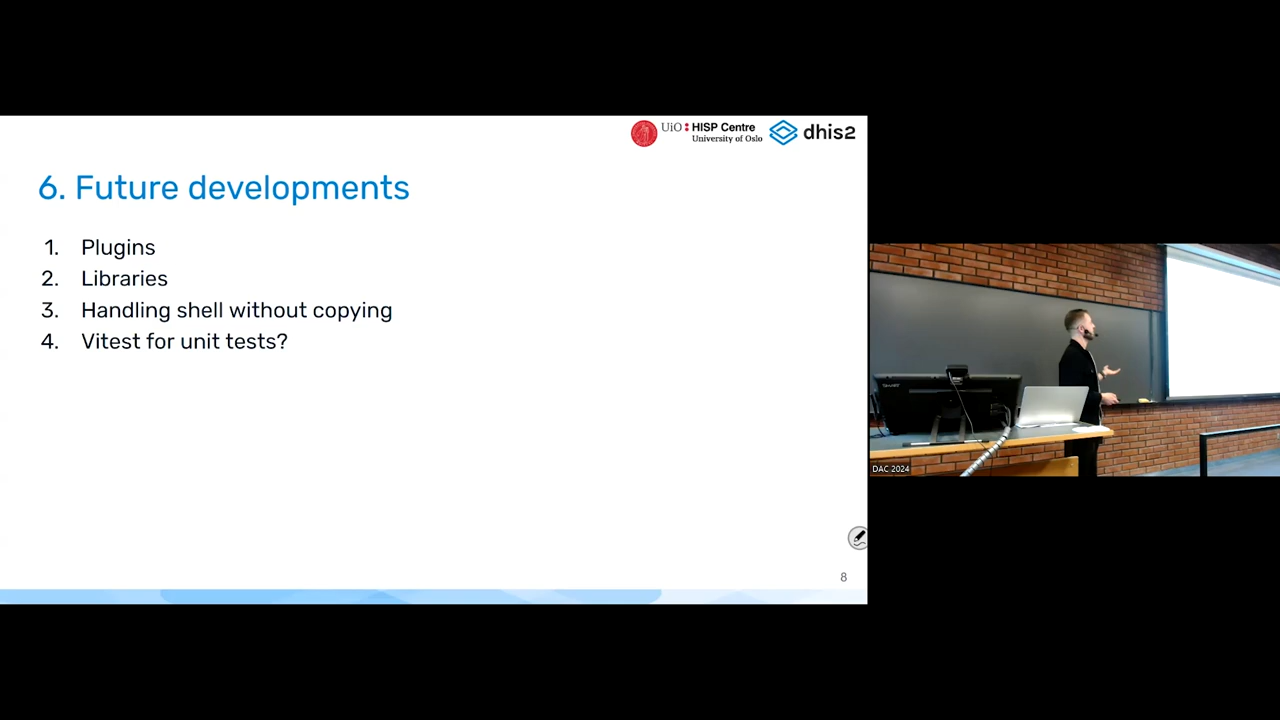 UiO HISP Centre
University of Oslo
dhis2
6. Future developments
1. Plugins
2. Libraries
3. Handling shell without copying
4. Vitest for unit tests?
8
SMART
DAC 2024